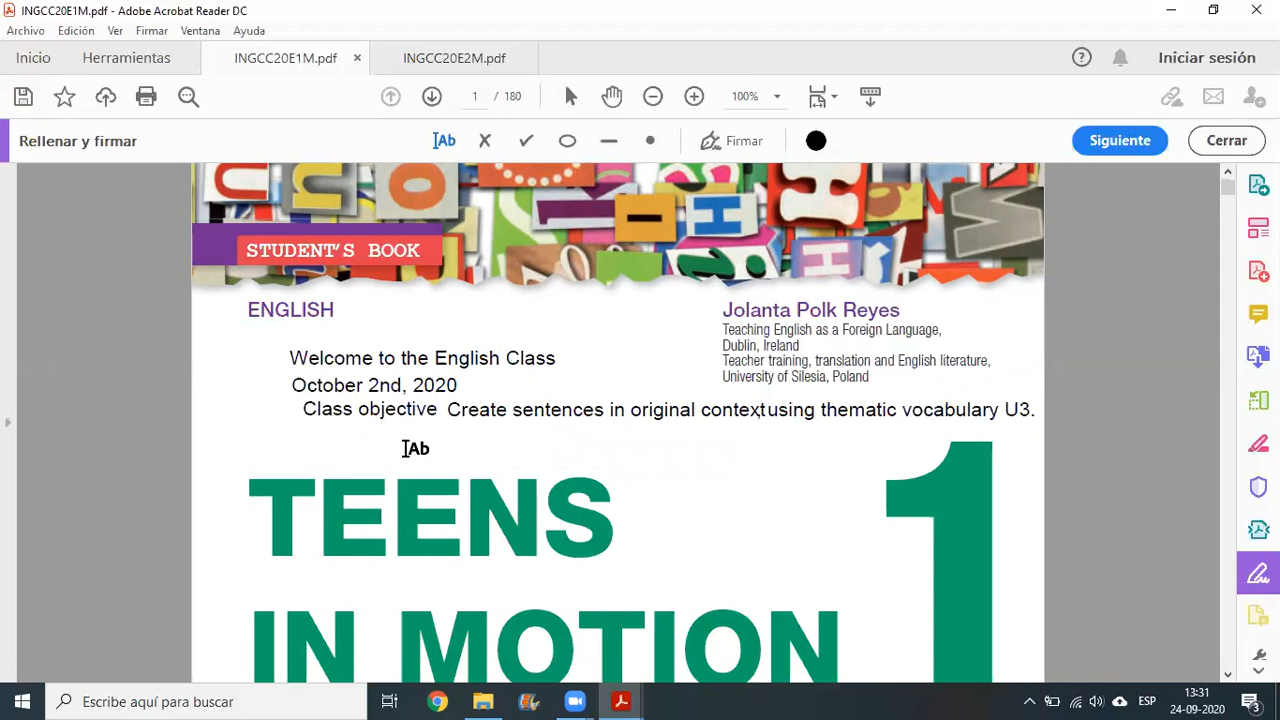 INGCC20E1M.pdf - Adobe Acrobat Reader DC
Archivo Edición Ver Firmar Ventana Ayuda
Inicio Herramientas INGCC20E1M.pdf × INGCC20E2M.pdf Iniciar sesión
1 / 180 100%
Rellenar y firmar Ab Firmar Siguiente Cerrar
STUDENT'S BOOK
ENGLISH
Jolanta Polk Reyes
Teaching English as a Foreign Language,
Dublin, Ireland
Teacher training, translation and English literature,
University of Silesia, Poland
Welcome to the English Class
October 2nd, 2020
Class objective Create sentences in original context using thematic vocabulary U3.
Ab
TEENS
IN MOTION
1
Escribe aquí para buscar
ESP
13:31
24-09-2020
3